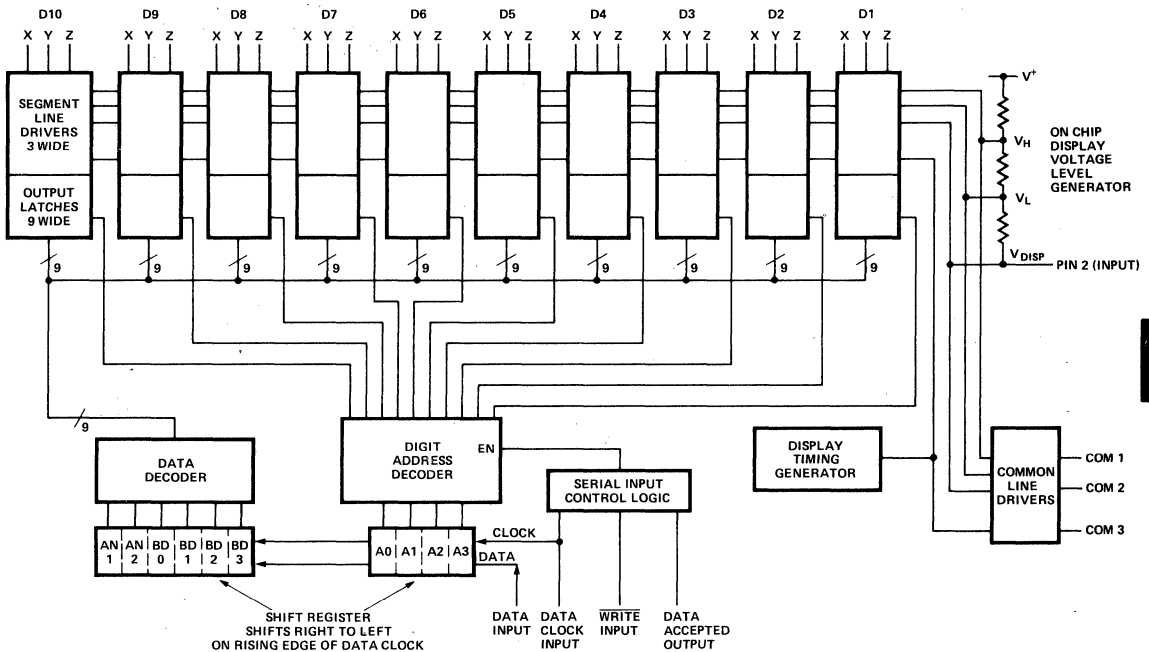 D10 D9 D8 D7 D6 D5 D4 D3 D2 D1
X Y Z X Y Z X Y Z X Y Z X Y Z X Y Z X Y Z X Y Z X Y Z X Y Z
SEGMENT
LINE
DRIVERS
3 WIDE
OUTPUT
LATCHES
9 WIDE
V+
VH
VL
VDISP
ON CHIP
DISPLAY
VOLTAGE
LEVEL
GENERATOR
PIN 2 (INPUT)
9 9 9 9 9 9 9 9 9 9
9
DATA
DECODER
DIGIT
ADDRESS
DECODER
EN
SERIAL INPUT
CONTROL LOGIC
DISPLAY
TIMING
GENERATOR
COMMON
LINE
DRIVERS
COM 1
COM 2
COM 3
AN 1 AN 2 BD 0 BD 1 BD 2 BD 3
A0 A1 A2 A3
CLOCK
DATA
SHIFT REGISTER
SHIFTS RIGHT TO LEFT
ON RISING EDGE OF DATA CLOCK
DATA
INPUT
DATA
CLOCK
INPUT
WRITE
INPUT
DATA
ACCEPTED
OUTPUT